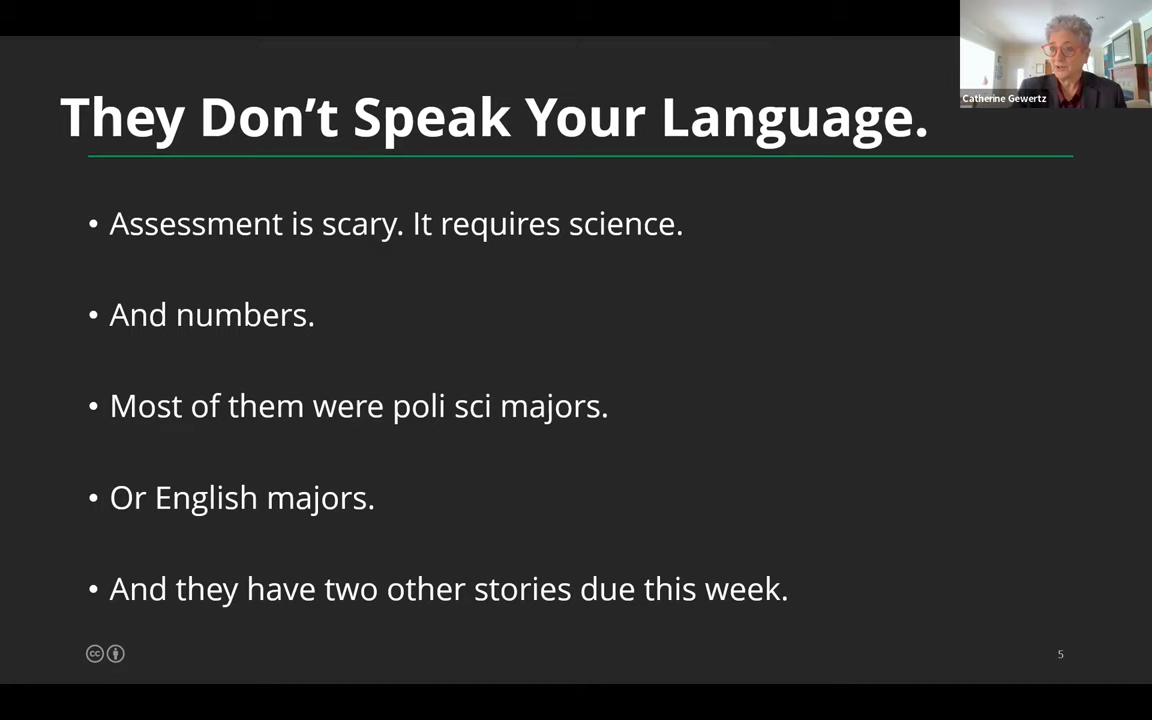 Catherine Gewertz
They Don’t Speak Your Language.
• Assessment is scary. It requires science.
• And numbers.
• Most of them were poli sci majors.
• Or English majors.
• And they have two other stories due this week.
cc
5